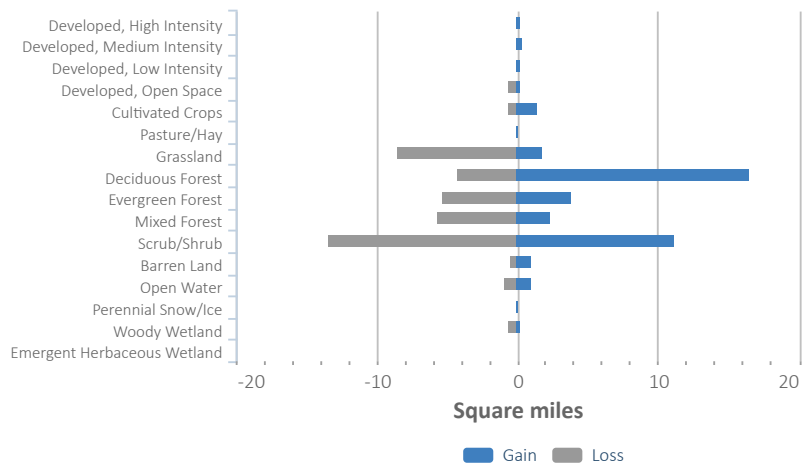 Developed, High Intensity
Developed, Medium Intensity
Developed, Low Intensity
Developed, Open Space
Cultivated Crops
Pasture/Hay
Grassland
Deciduous Forest
Evergreen Forest
Mixed Forest
Scrub/Shrub
Barren Land
Open Water
Perennial Snow/Ice
Woody Wetland
Emergent Herbaceous Wetland
-20 -10 0 10 20
Square miles
Gain Loss